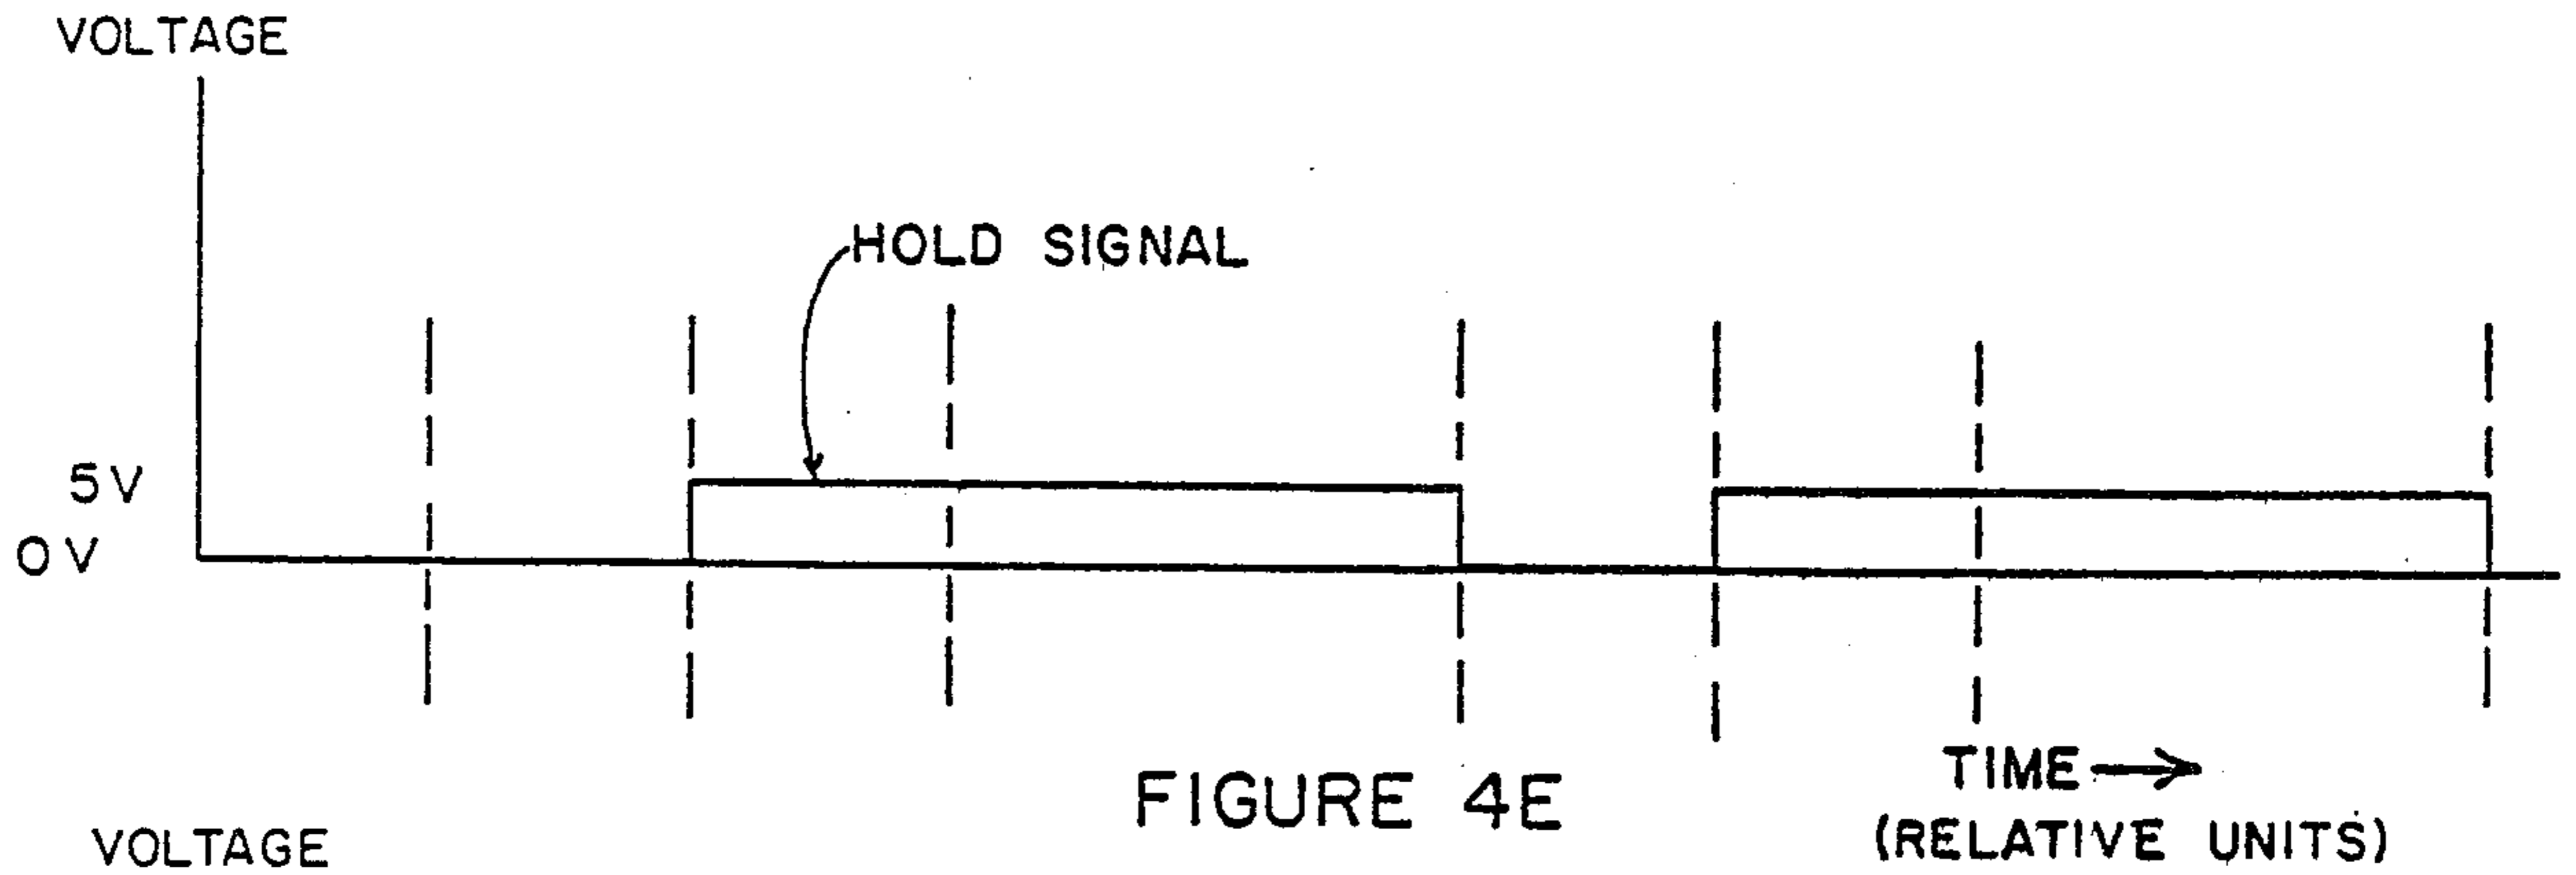 VOLTAGE
HOLD SIGNAL
5V
0V
TIME →
FIGURE 4E
(RELATIVE UNITS)
VOLTAGE